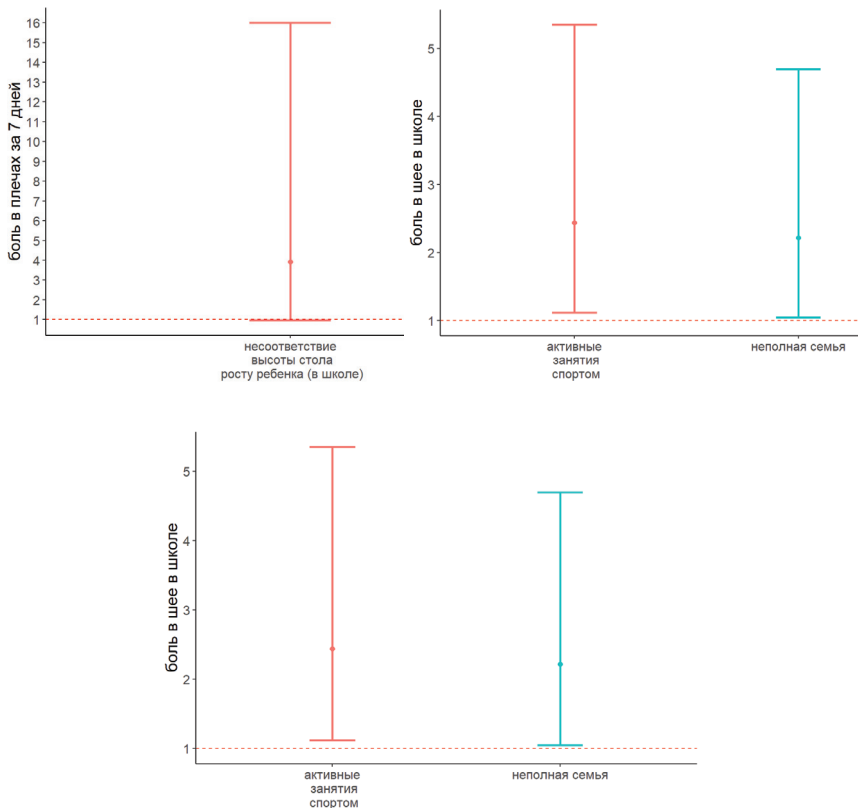 боль в плечах за 7 дней
16
15
14
13
12
11
10
9
8
7
6
5
4
3
2
1
несоответствие
высоты стола
росту ребенка (в школе)
боль в шее в школе
5
4
3
2
1
активные
занятия
спортом
неполная семья
боль в шее в школе
5
4
3
2
1
активные
занятия
спортом
неполная семья